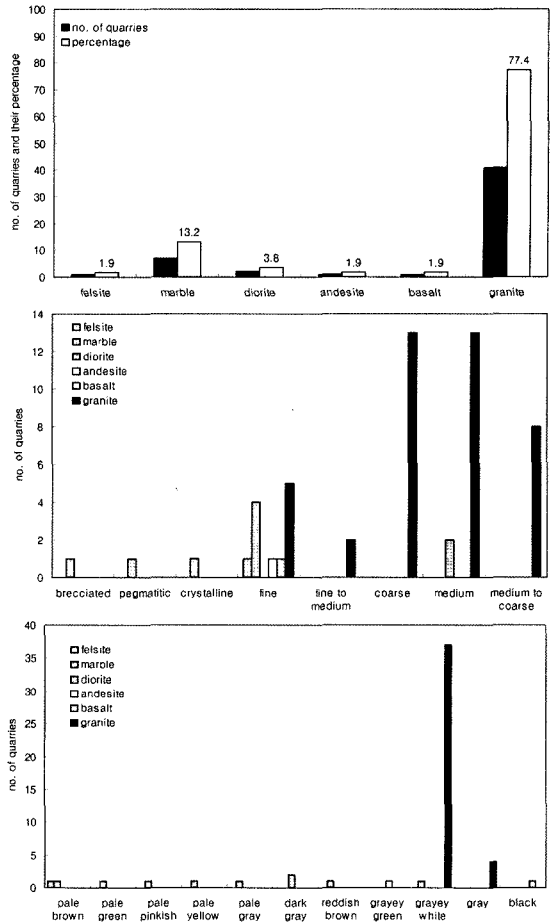 100
90
80
70
60
50
40
30
20
10
0
no. of quarries and their percentage
no. of quarries
percentage
1.9
13.2
3.8
1.9
1.9
77.4
felsite marble diorite andesite basalt granite
14
12
10
8
6
4
2
0
no. of quarries
felsite
marble
diorite
andesite
basalt
granite
brecciated pegmatitic crystalline fine fine to medium coarse medium medium to coarse
40
35
30
25
20
15
10
5
0
no. of quarries
felsite
marble
diorite
andesite
basalt
granite
pale pale pale pale pale dark reddish grayey grayey gray black
brown green pinkish yellow gray gray brown green white